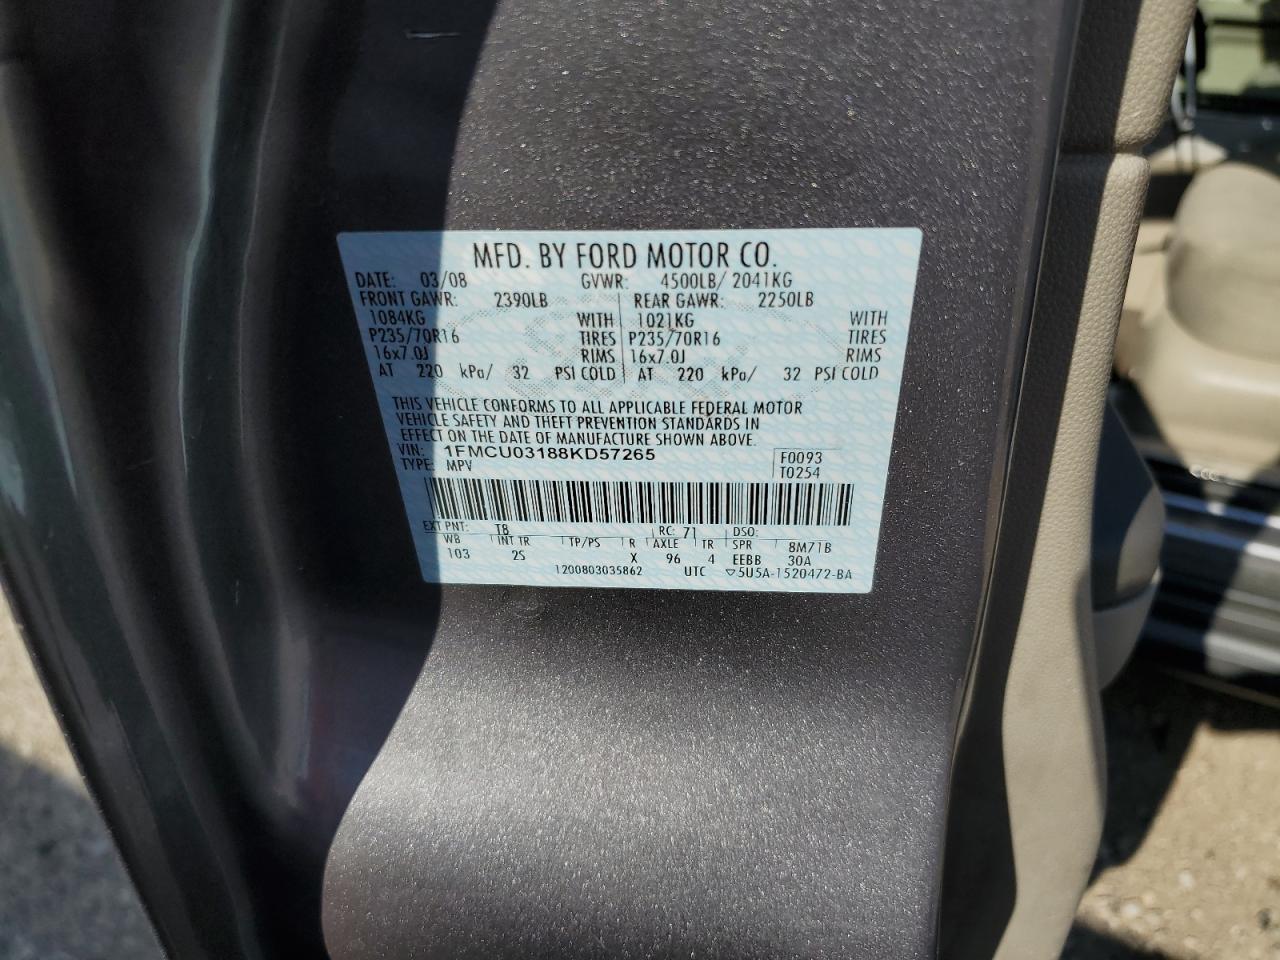 MFD. BY FORD MOTOR CO.
DATE: 03/08 GVWR: 4500LB/ 2041KG
FRONT GAWR: 2390LB REAR GAWR: 2250LB
1084KG WITH 1021KG WITH
P235/70R16 TIRES P235/70R16 TIRES
16x7.0J RIMS 16x7.0J RIMS
AT 220 kPa/ 32 PSI COLD AT 220 kPa/ 32 PSI COLD
THIS VEHICLE CONFORMS TO ALL APPLICABLE FEDERAL MOTOR
VEHICLE SAFETY AND THEFT PREVENTION STANDARDS IN
EFFECT ON THE DATE OF MANUFACTURE SHOWN ABOVE.
VIN: 1FMCU03188KD57265 F0093
TYPE: MPV T0254
EXT PNT: T8 RC: 71 DSO:
WB INT TR TP/PS R AXLE TR SPR 8M71B
103 2S X 96 4 EEBB 30A
1200803035862 UTC ▽5U5A-1520472-BA